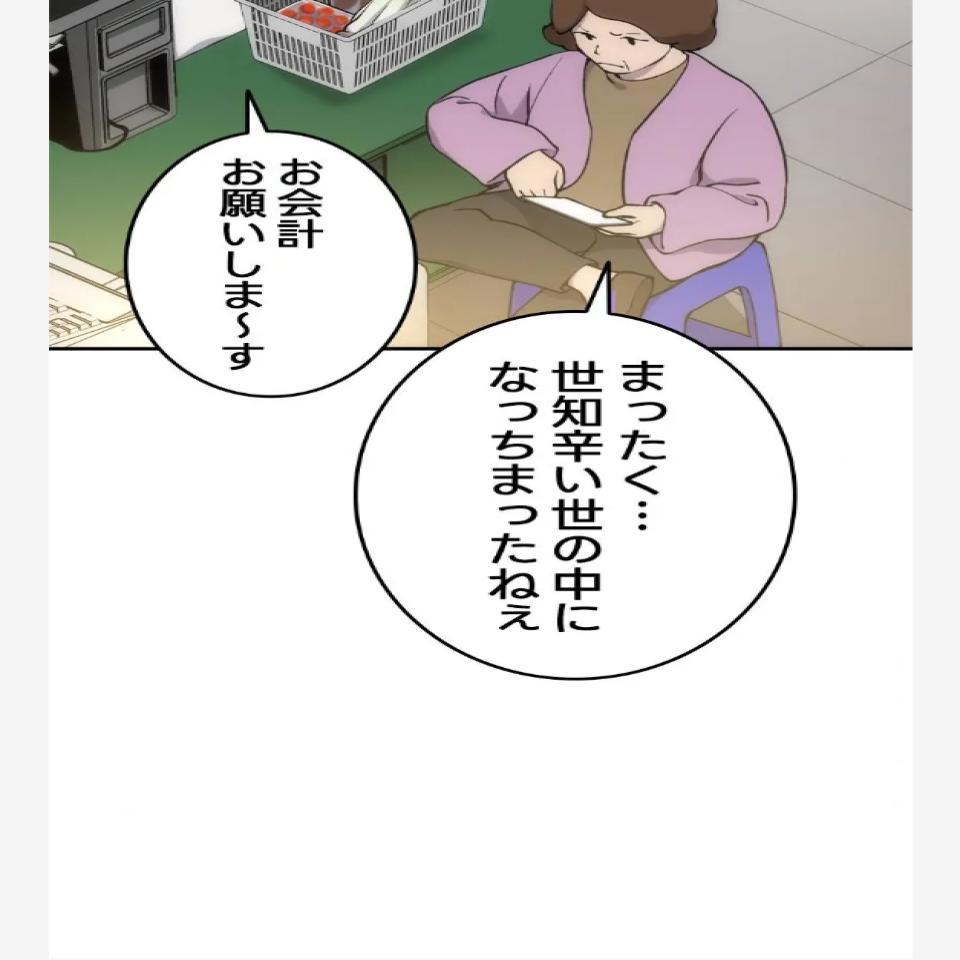 お会計
お願いしま〜す
まったく…
世知辛い世の中に
なっちまったねぇ